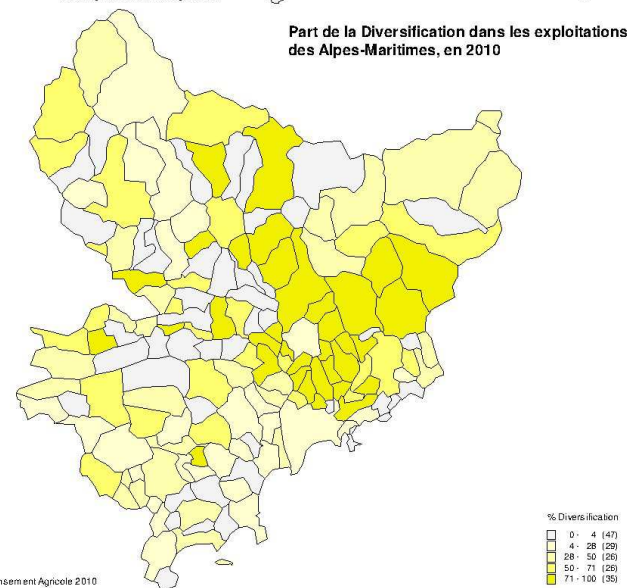 Part de la Diversification dans les exploitations
des Alpes-Maritimes, en 2010
% Diversification
0 - 4 (47)
4 - 28 (29)
28 - 50 (26)
50 - 71 (26)
71 - 100 (35)
nsement Agricole 2010